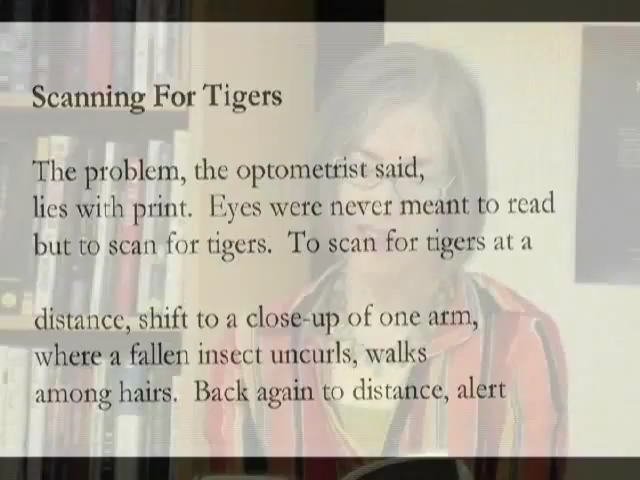 Scanning For Tigers
The problem, the optometrist said,
lies with print. Eyes were never meant to read
but to scan for tigers. To scan for tigers at a
distance, shift to a close-up of one arm,
where a fallen insect uncurls, walks
among hairs. Back again to distance, alert